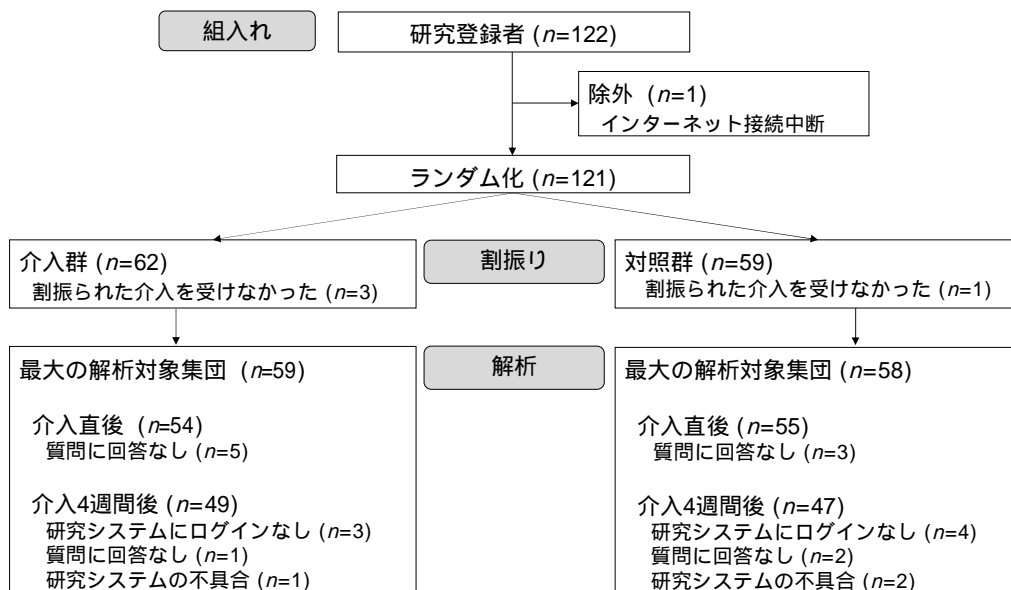 組入れ
研究登録者 (n=122)
除外 (n=1)
インターネット接続中断
ランダム化 (n=121)
介入群 (n=62)
割振られた介入を受けなかった (n=3)
割振り
対照群 (n=59)
割振られた介入を受けなかった (n=1)
最大の解析対象集団 (n=59)
介入直後 (n=54)
質問に回答なし (n=5)
介入4週間後 (n=49)
研究システムにログインなし (n=3)
質問に回答なし (n=1)
研究システムの不具合 (n=1)
解析
最大の解析対象集団 (n=58)
介入直後 (n=55)
質問に回答なし (n=3)
介入4週間後 (n=47)
研究システムにログインなし (n=4)
質問に回答なし (n=2)
研究システムの不具合 (n=2)